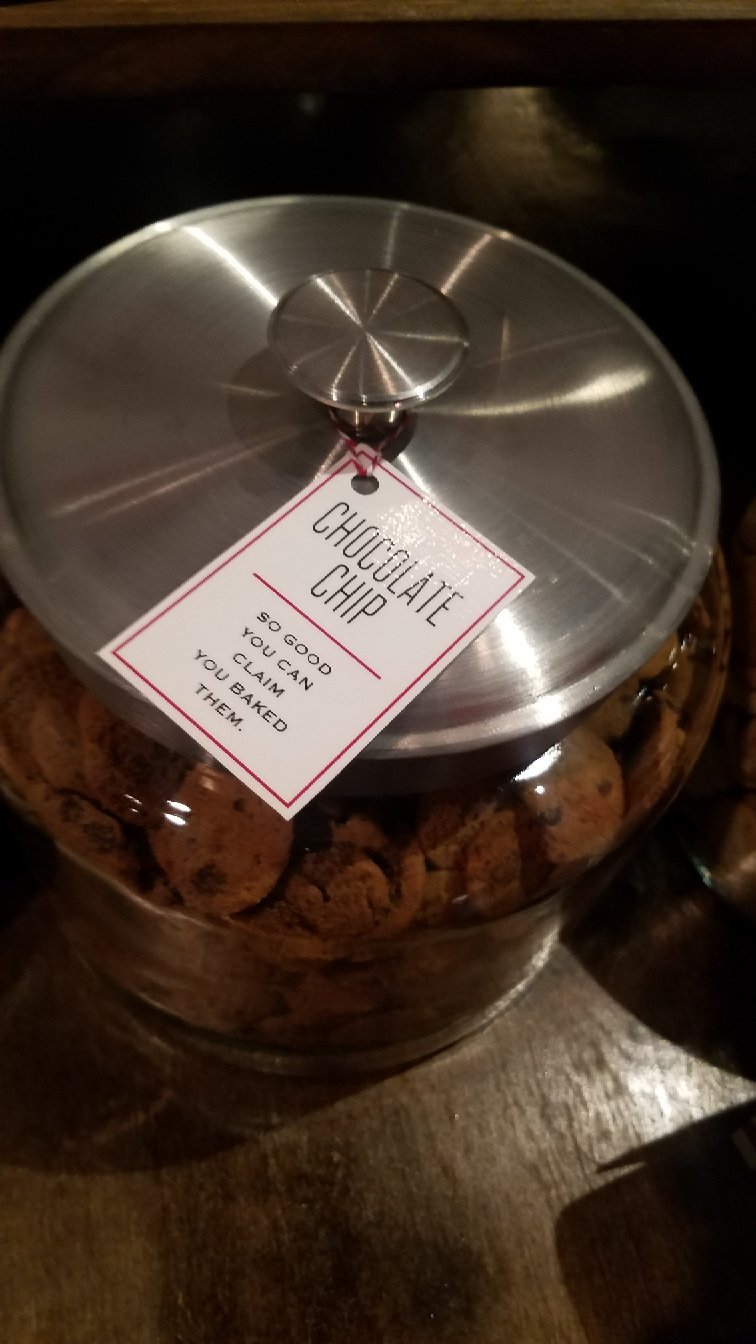 CHOCOLATE
CHIP
SO GOOD
YOU CAN
CLAIM
YOU BAKED
THEM.